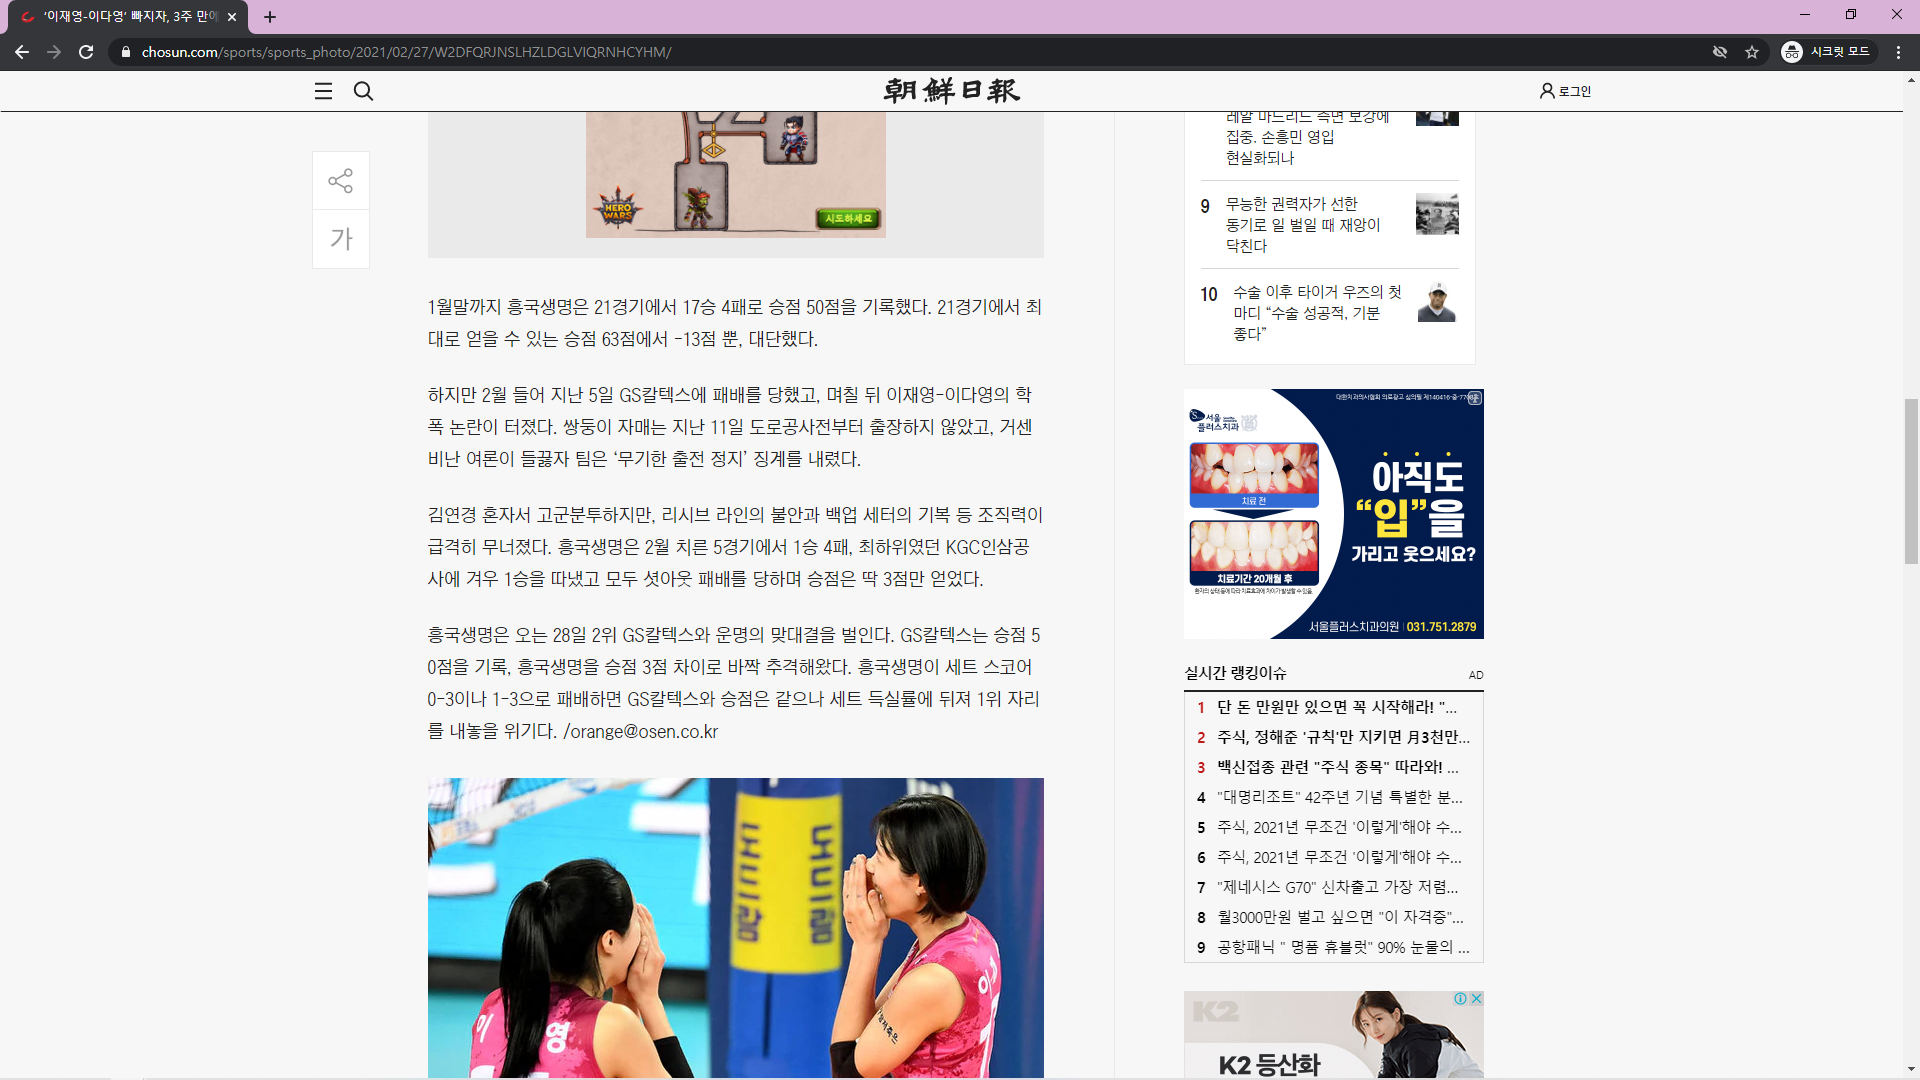 '이재영-이다영' 빠지자, 3주 만에
chosun.com/sports/sports_photo/2021/02/27/W2DFQRJNSLHZLDGLVIQRNHCYHM/
시크릿 모드
朝鮮日報
로그인
가
HERO WARS
시도하세요
1월말까지 흥국생명은 21경기에서 17승 4패로 승점 50점을 기록했다. 21경기에서 최
대로 얻을 수 있는 승점 63점에서 -13점 뿐, 대단했다.
하지만 2월 들어 지난 5일 GS칼텍스에 패배를 당했고, 며칠 뒤 이재영-이다영의 학
폭 논란이 터졌다. 쌍둥이 자매는 지난 11일 도로공사전부터 출장하지 않았고, 거센
비난 여론이 들끓자 팀은 ‘무기한 출전 정지’ 징계를 내렸다.
김연경 혼자서 고군분투하지만, 리시브 라인의 불안과 백업 세터의 기복 등 조직력이
급격히 무너졌다. 흥국생명은 2월 치른 5경기에서 1승 4패, 최하위였던 KGC인삼공
사에 겨우 1승을 따냈고 모두 셧아웃 패배를 당하며 승점은 딱 3점만 얻었다.
흥국생명은 오는 28일 2위 GS칼텍스와 운명의 맞대결을 벌인다. GS칼텍스는 승점 5
0점을 기록, 흥국생명을 승점 3점 차이로 바짝 추격해왔다. 흥국생명이 세트 스코어
0-3이나 1-3으로 패배하면 GS칼텍스와 승점은 같으나 세트 득실률에 뒤져 1위 자리
를 내놓을 위기다. /orange@osen.co.kr
도드람
도드람
이 영
레알 마드리드 측면 보강에
집중. 손흥민 영입
현실화되나
9 무능한 권력자가 선한
동기로 일 벌일 때 재앙이
닥친다
10 수술 이후 타이거 우즈의 첫
마디 “수술 성공적, 기분
좋다”
서울
플러스치과
치료 전
치료기간 20개월 후
환자의 상태 등에 따라 치료효과에 차이가 발생할 수 있음.
아직도
“입”을
가리고 웃으세요?
서울플러스치과의원 | 031.751.2879
실시간 랭킹이슈 AD
1 단 돈 만원만 있으면 꼭 시작해라! "...
2 주식, 정해준 '규칙'만 지키면 月3천만...
3 백신접종 관련 "주식 종목" 따라와! ...
4 "대명리조트" 42주년 기념 특별한 분...
5 주식, 2021년 무조건 '이렇게'해야 수...
6 주식, 2021년 무조건 '이렇게'해야 수...
7 "제네시스 G70" 신차출고 가장 저렴...
8 월3000만원 벌고 싶으면 "이 자격증"...
9 공항패닉 " 명품 휴블럿" 90% 눈물의 ...
K2
K2 등산화